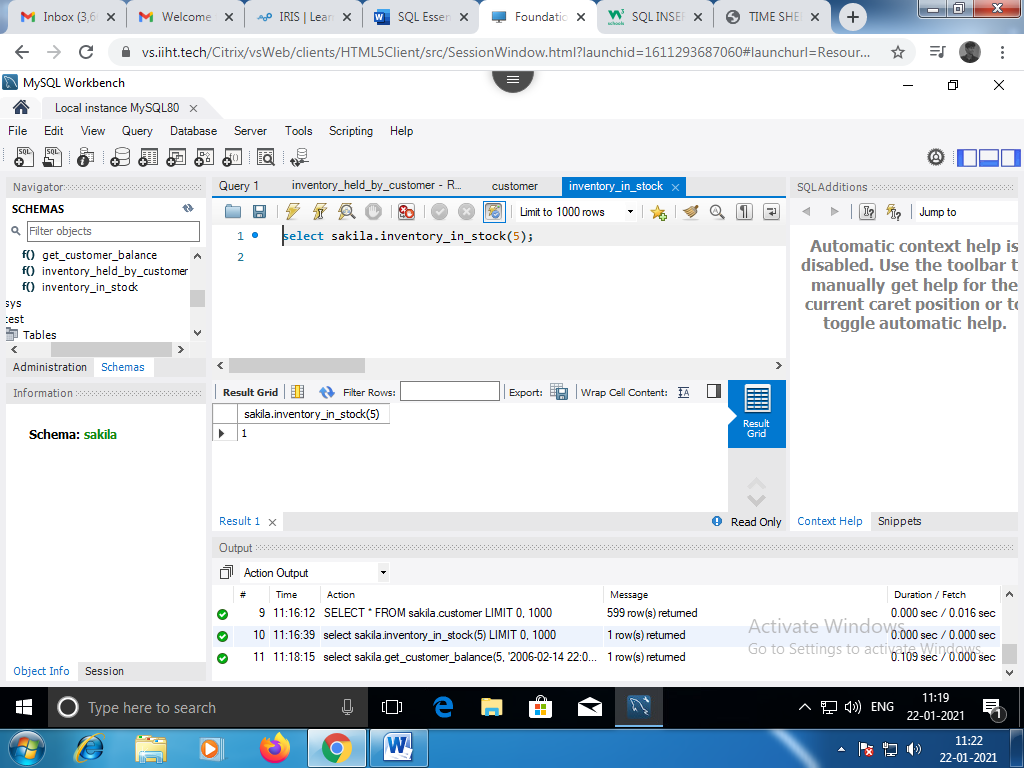 Inbox (3,6
Welcome
IRIS | Lear
SQL Essen
Foundatio
SQL INSER
TIME SHEE
vs.iiht.tech/Citrix/vsWeb/clients/HTML5Client/src/SessionWindow.html?launchid=1611293687060#launchurl=Resour...
MySQL Workbench
Local instance MySQL80
File Edit View Query Database Server Tools Scripting Help
Navigator
SCHEMAS
Filter objects
f() get_customer_balance
f() inventory_held_by_customer
f() inventory_in_stock
sys
test
Tables
Administration Schemas
Information
Schema: sakila
Object Info Session
Query 1 inventory_held_by_customer - R... customer inventory_in_stock
Limit to 1000 rows
1 select sakila.inventory_in_stock(5);
2
Result Grid Filter Rows: Export: Wrap Cell Content:
sakila.inventory_in_stock(5)
1
Result Grid
Result 1 Read Only
SQLAdditions
Jump to
Automatic context help is
disabled. Use the toolbar t
manually get help for the
current caret position or to
toggle automatic help.
Context Help Snippets
Output
Action Output
# Time Action Message Duration / Fetch
9 11:16:12 SELECT * FROM sakila.customer LIMIT 0, 1000 599 row(s) returned 0.000 sec / 0.016 sec
10 11:16:39 select sakila.inventory_in_stock(5) LIMIT 0, 1000 1 row(s) returned 0.000 sec / 0.000 sec
11 11:18:15 select sakila.get_customer_balance(5, '2006-02-14 22:0... 1 row(s) returned 0.109 sec / 0.000 sec
Activate Windows
Go to Settings to activate Windows.
Type here to search
ENG
11:19
22-01-2021
1
11:22
22-01-2021